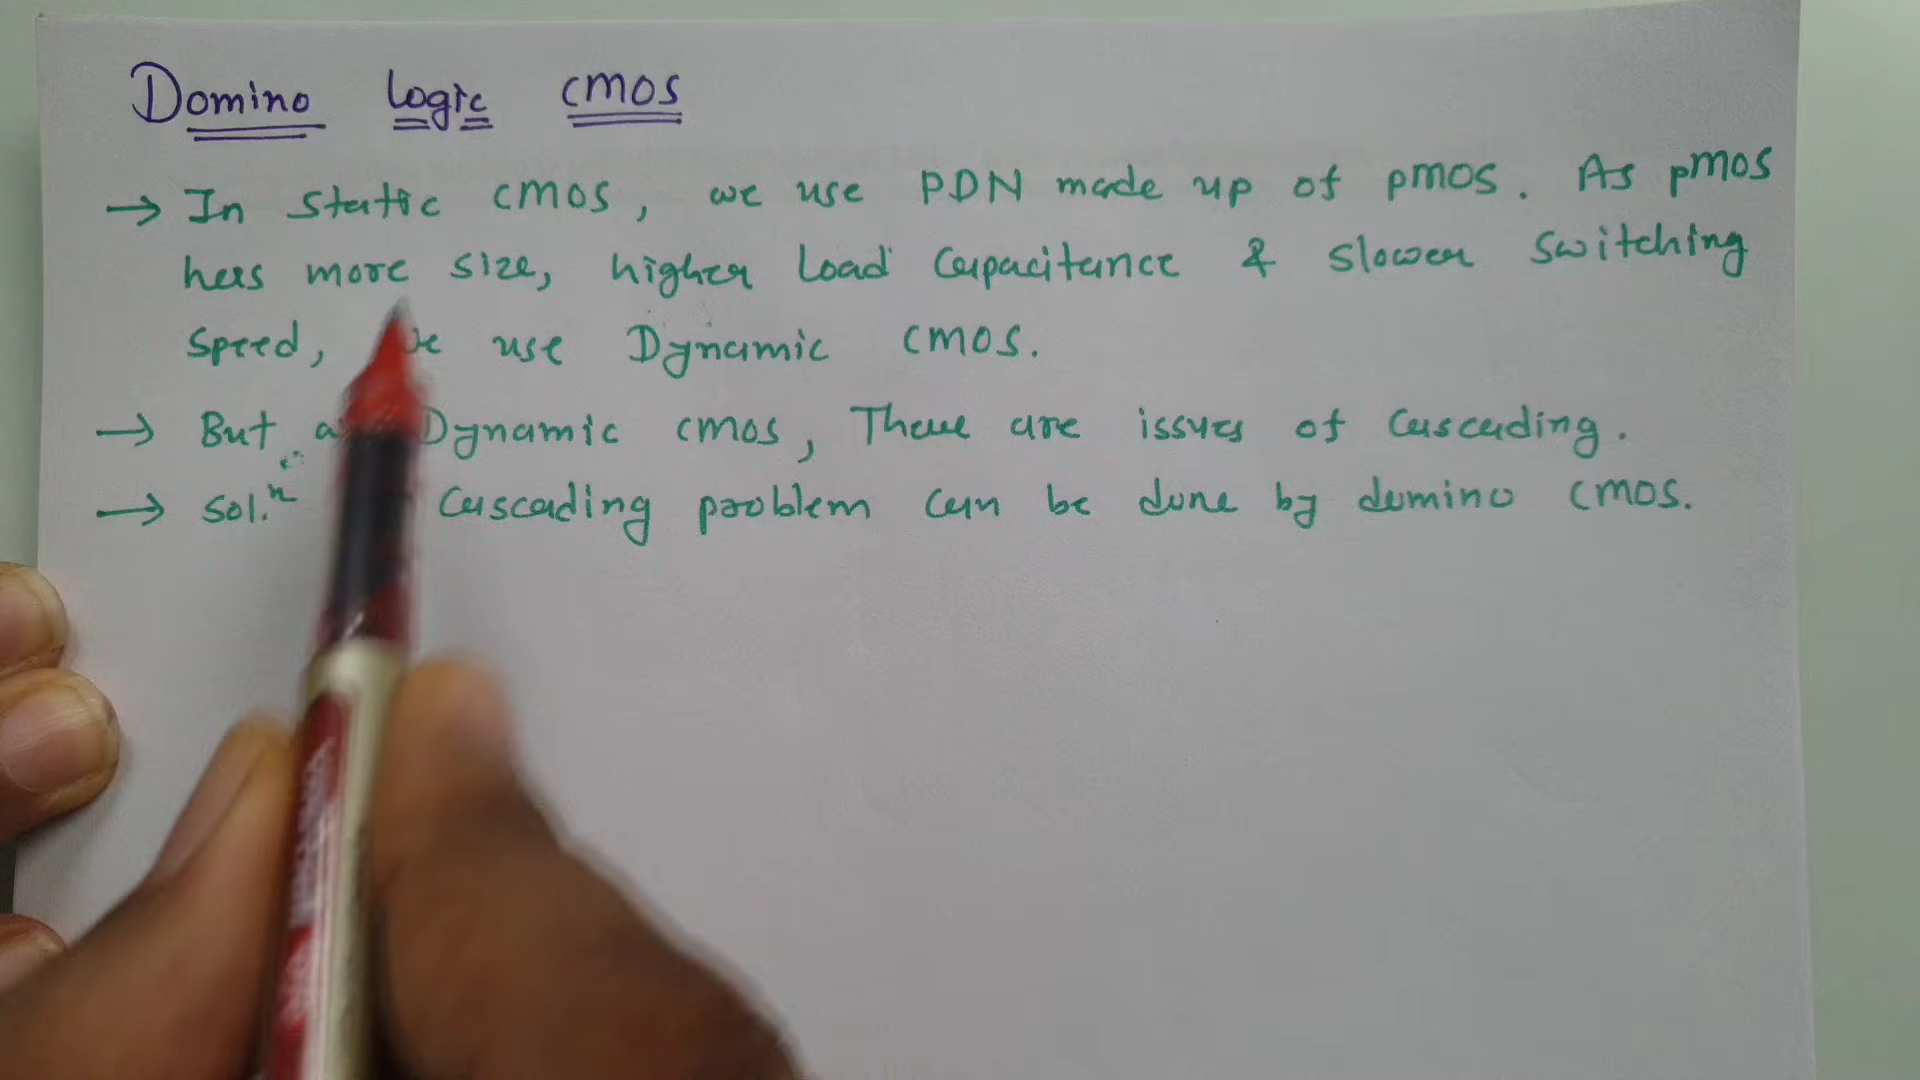 Domino Logic CMOS
→ In static CMOS, we use PDN made up of pMOS. As pMOS
has more size, higher Load Capacitance & slower switching
speed, we use Dynamic CMOS.
→ But Dynamic CMOS, There are issues of Cascading.
→ Sol.n Cascading problem can be done by domino CMOS.